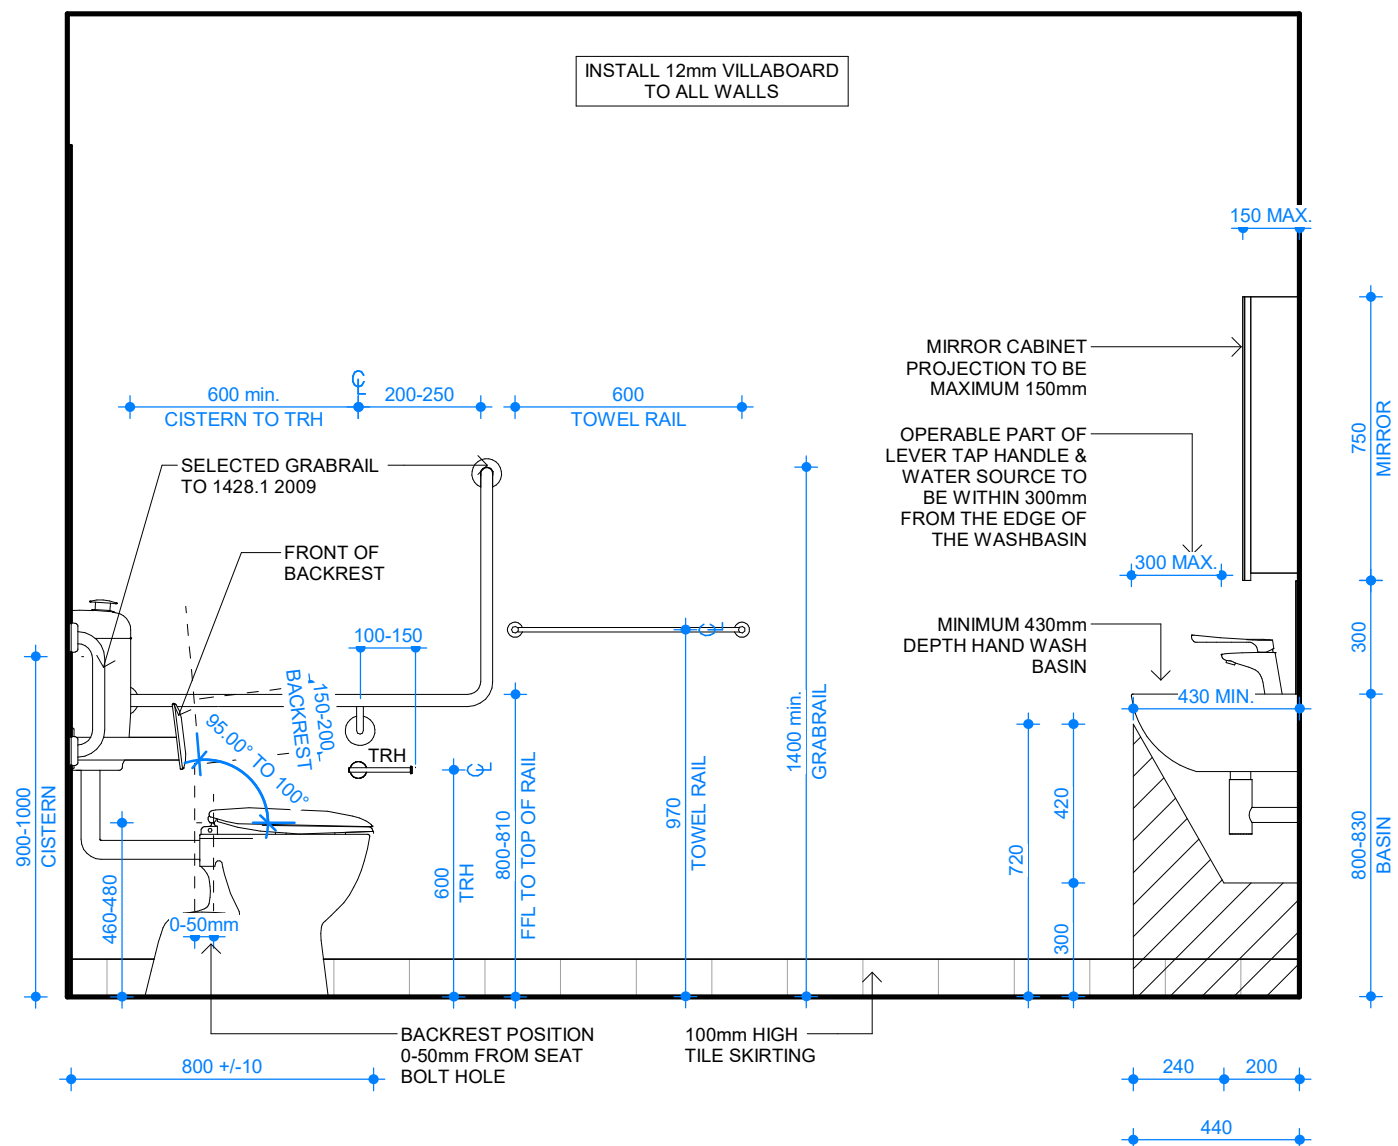 INSTALL 12mm VILLABOARD
TO ALL WALLS
150 MAX.
MIRROR CABINET
PROJECTION TO BE
MAXIMUM 150mm
600 min.
CISTERN TO TRH
200-250
600
TOWEL RAIL
OPERABLE PART OF
LEVER TAP HANDLE &
WATER SOURCE TO
BE WITHIN 300mm
FROM THE EDGE OF
THE WASHBASIN
750
MIRROR
SELECTED GRABRAIL
TO 1428.1 2009
FRONT OF
BACKREST
300 MAX.
100-150
MINIMUM 430mm
DEPTH HAND WASH
BASIN
300
430 MIN.
150-200
BACKREST
95.00° TO 100°
TRH
1400 min.
GRABRAIL
900-1000
CISTERN
460-480
600
TRH
800-810
FFL TO TOP OF RAIL
970
TOWEL RAIL
720
420
300
800-830
BASIN
0-50mm
BACKREST POSITION
0-50mm FROM SEAT
BOLT HOLE
100mm HIGH
TILE SKIRTING
800 +/-10
240
200
440